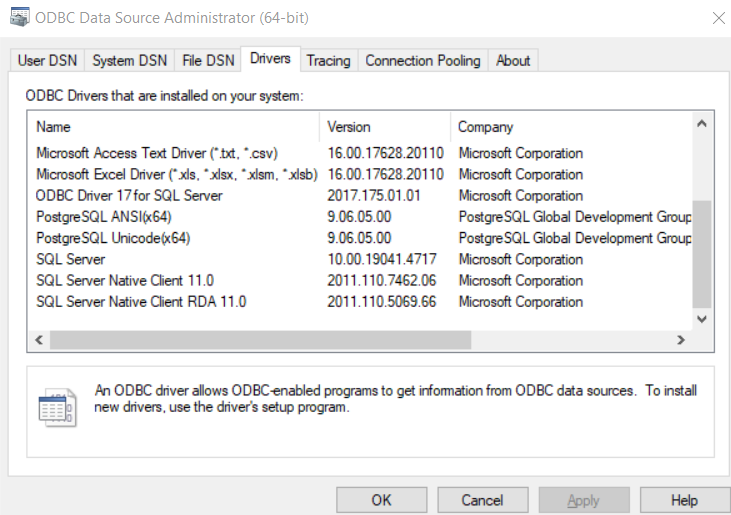 ODBC Data Source Administrator (64-bit)
User DSN System DSN File DSN Drivers Tracing Connection Pooling About
ODBC Drivers that are installed on your system:
Name Version Company
Microsoft Access Text Driver (*.txt, *.csv) 16.00.17628.20110 Microsoft Corporation
Microsoft Excel Driver (*.xls, *.xlsx, *.xlsm, *.xlsb) 16.00.17628.20110 Microsoft Corporation
ODBC Driver 17 for SQL Server 2017.175.01.01 Microsoft Corporation
PostgreSQL ANSI(x64) 9.06.05.00 PostgreSQL Global Development Group
PostgreSQL Unicode(x64) 9.06.05.00 PostgreSQL Global Development Group
SQL Server 10.00.19041.4717 Microsoft Corporation
SQL Server Native Client 11.0 2011.110.7462.06 Microsoft Corporation
SQL Server Native Client RDA 11.0 2011.110.5069.66 Microsoft Corporation
An ODBC driver allows ODBC-enabled programs to get information from ODBC data sources. To install
new drivers, use the driver's setup program.
OK Cancel Apply Help